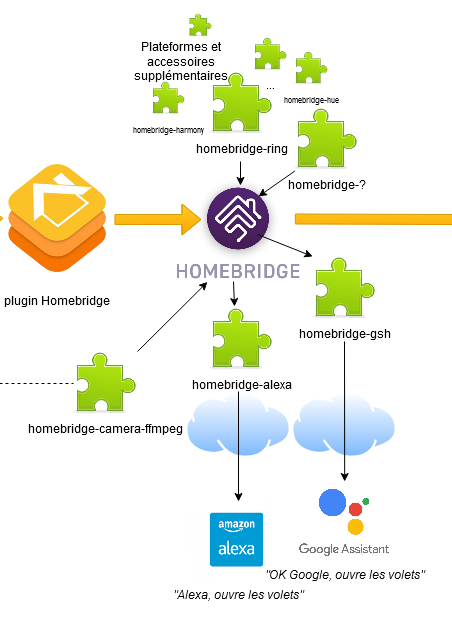 Plateformes et
accessoires
supplémentaires
...
homebridge-hue
homebridge-harmony
homebridge-ring
homebridge-?
HOMEBRIDGE
plugin Homebridge
homebridge-gsh
homebridge-alexa
homebridge-camera-ffmpeg
amazon
alexa
Google Assistant
"OK Google, ouvre les volets"
"Alexa, ouvre les volets"